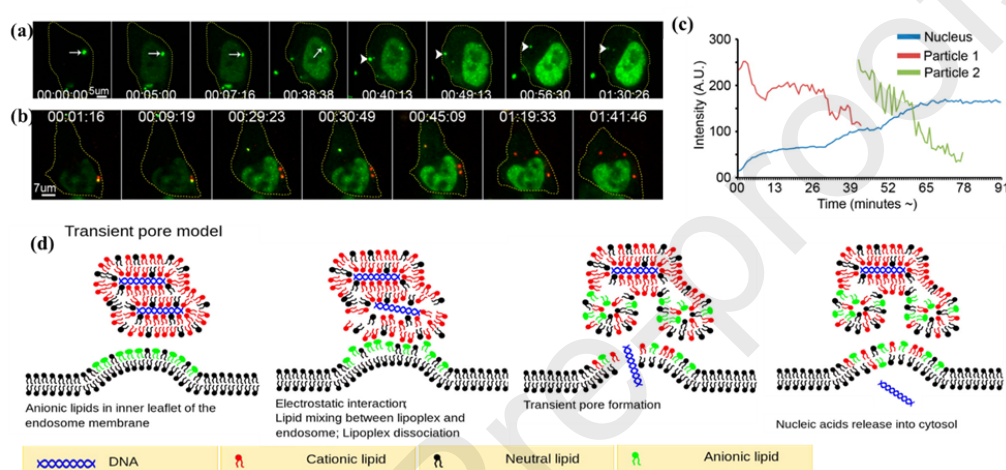 (a)
5um
00:00:00 00:05:00 00:07:16 00:38:38 00:40:13 00:49:13 00:56:30 01:30:26
(b)
00:01:16 00:09:19 00:29:23 00:30:49 00:45:09 01:19:33 01:41:46
7um
(c)
Nucleus
Particle 1
Particle 2
Intensity (A.U.)
300
200
100
00
00 13 26 39 52 65 78 91
Time (minutes ~)
(d)
Transient pore model
Anionic lipids in inner leaflet of the
endosome membrane
Electrostatic interaction;
Lipid mixing between lipoplex and
endosome; Lipoplex dissociation
Transient pore formation
Nucleic acids release into cytosol
DNA
Cationic lipid
Neutral lipid
Anionic lipid